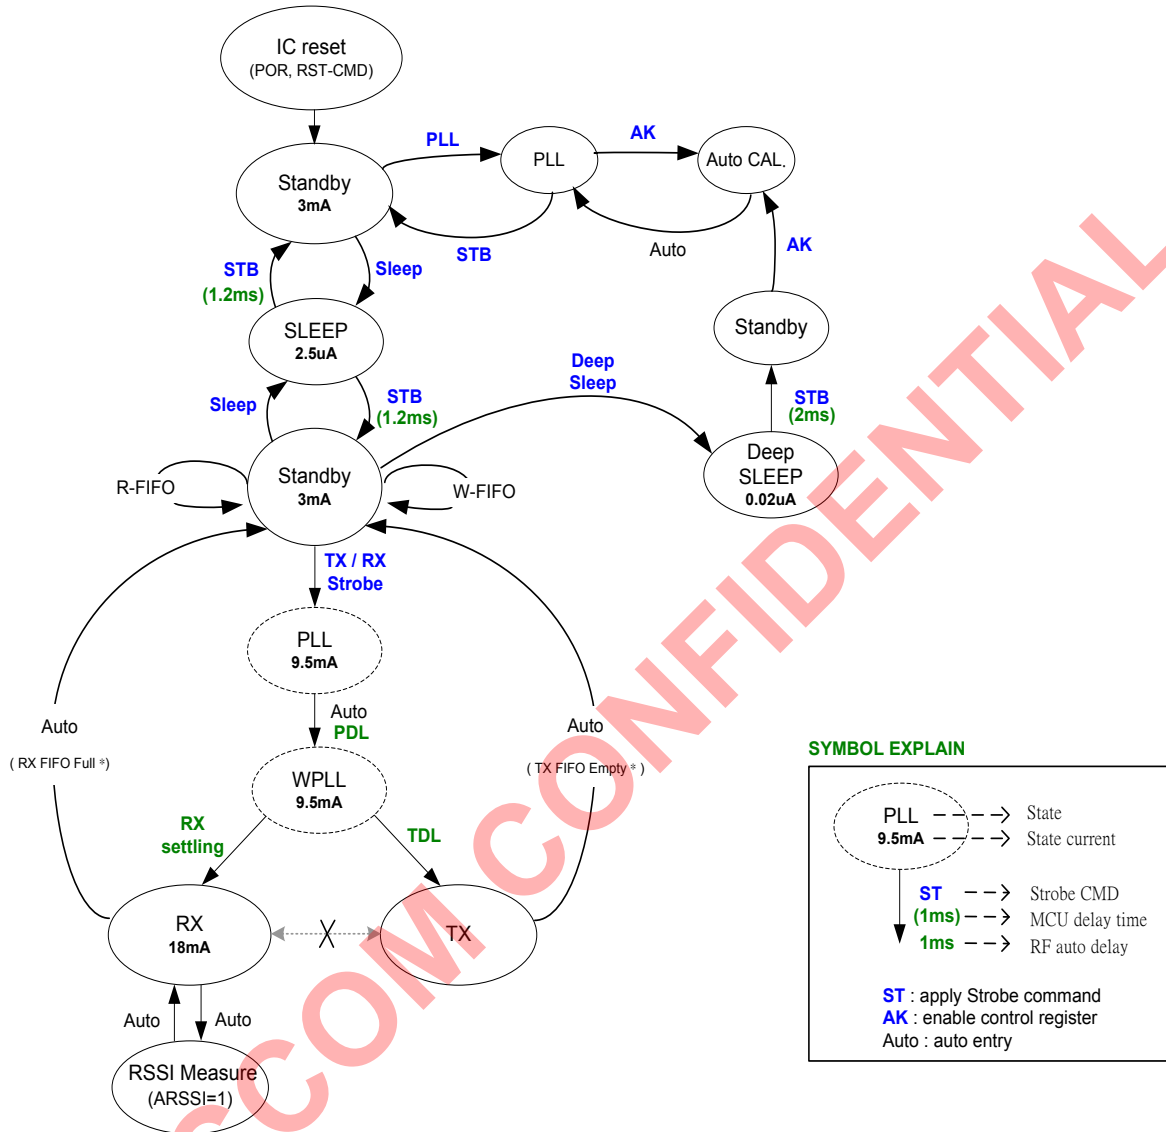 IC reset
(POR, RST-CMD)
PLL
AK
Standby
3mA
PLL
Auto CAL.
STB
Auto
STB
(1.2ms)
Sleep
AK
SLEEP
2.5uA
Standby
Deep
Sleep
Sleep
STB
(1.2ms)
STB
(2ms)
Deep
SLEEP
0.02uA
R-FIFO
Standby
3mA
W-FIFO
TX / RX
Strobe
PLL
9.5mA
Auto
PDL
Auto
( RX FIFO Full *)
Auto
( TX FIFO Empty * )
WPLL
9.5mA
RX
settling
TDL
RX
18mA
X
TX
Auto
Auto
RSSI Measure
(ARSSI=1)
SYMBOL EXPLAIN
PLL
9.5mA
State
State current
ST
Strobe CMD
(1ms)
MCU delay time
1ms
RF auto delay
ST : apply Strobe command
AK : enable control register
Auto : auto entry
COM CONFIDENTIAL